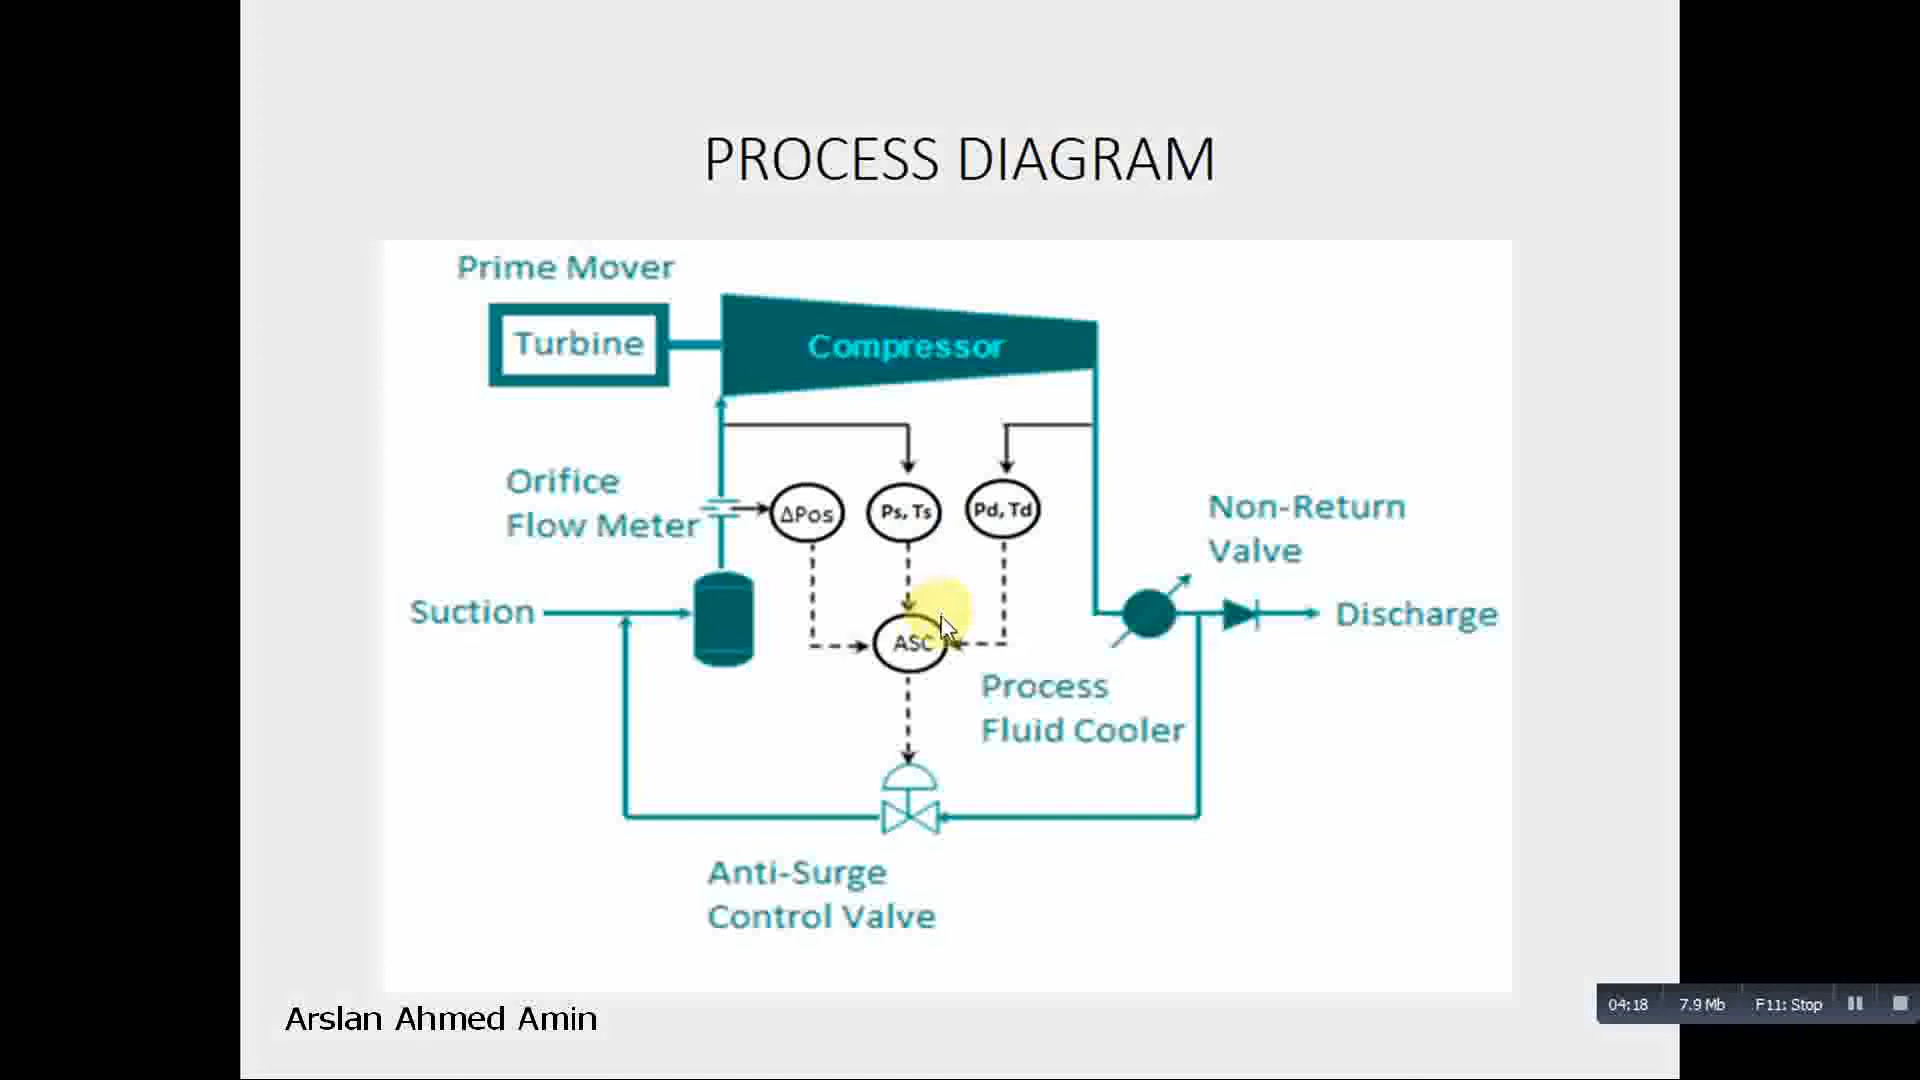 PROCESS DIAGRAM
Prime Mover
Turbine
Compressor
Orifice
Flow Meter
ΔPos
Ps, Ts
Pd, Td
Non-Return
Valve
Suction
ASC
Discharge
Process
Fluid Cooler
Anti-Surge
Control Valve
Arslan Ahmed Amin
04:18 7.9 Mb F11: Stop